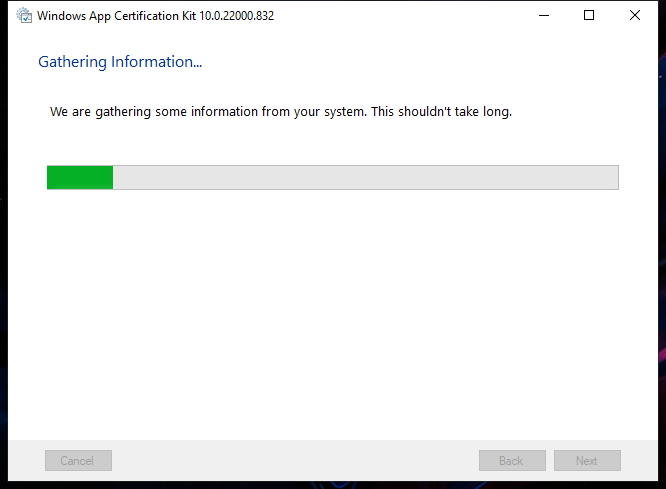 Windows App Certification Kit 10.0.22000.832
Gathering Information...
We are gathering some information from your system. This shouldn't take long.
Cancel
Back
Next